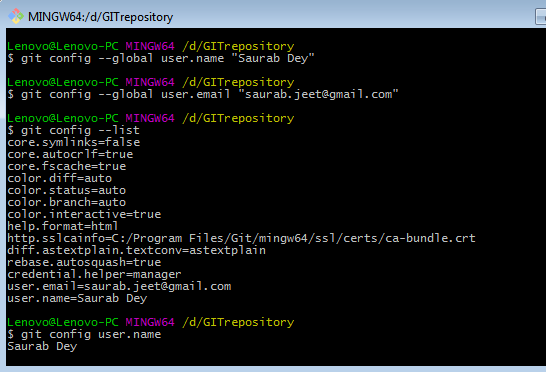 MINGW64:/d/GITrepository
Lenovo@Lenovo-PC MINGW64 /d/GITrepository
$ git config --global user.name "Saurab Dey"
Lenovo@Lenovo-PC MINGW64 /d/GITrepository
$ git config --global user.email "saurab.jeet@gmail.com"
Lenovo@Lenovo-PC MINGW64 /d/GITrepository
$ git config --list
core.symlinks=false
core.autocrlf=true
core.fscache=true
color.diff=auto
color.status=auto
color.branch=auto
color.interactive=true
help.format=html
http.sslcainfo=C:/Program Files/Git/mingw64/ssl/certs/ca-bundle.crt
diff.astextplain.textconv=astextplain
rebase.autosquash=true
credential.helper=manager
user.email=saurab.jeet@gmail.com
user.name=Saurab Dey
Lenovo@Lenovo-PC MINGW64 /d/GITrepository
$ git config user.name
Saurab Dey